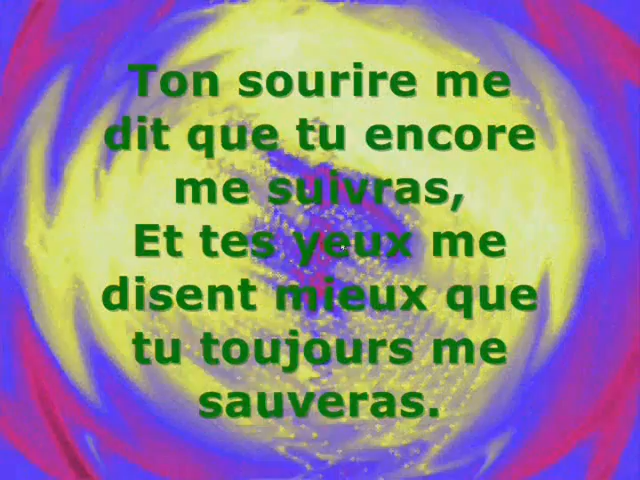 Ton sourire me
dit que tu encore
me suivras,
Et tes yeux me
disent mieux que
tu toujours me
sauveras.